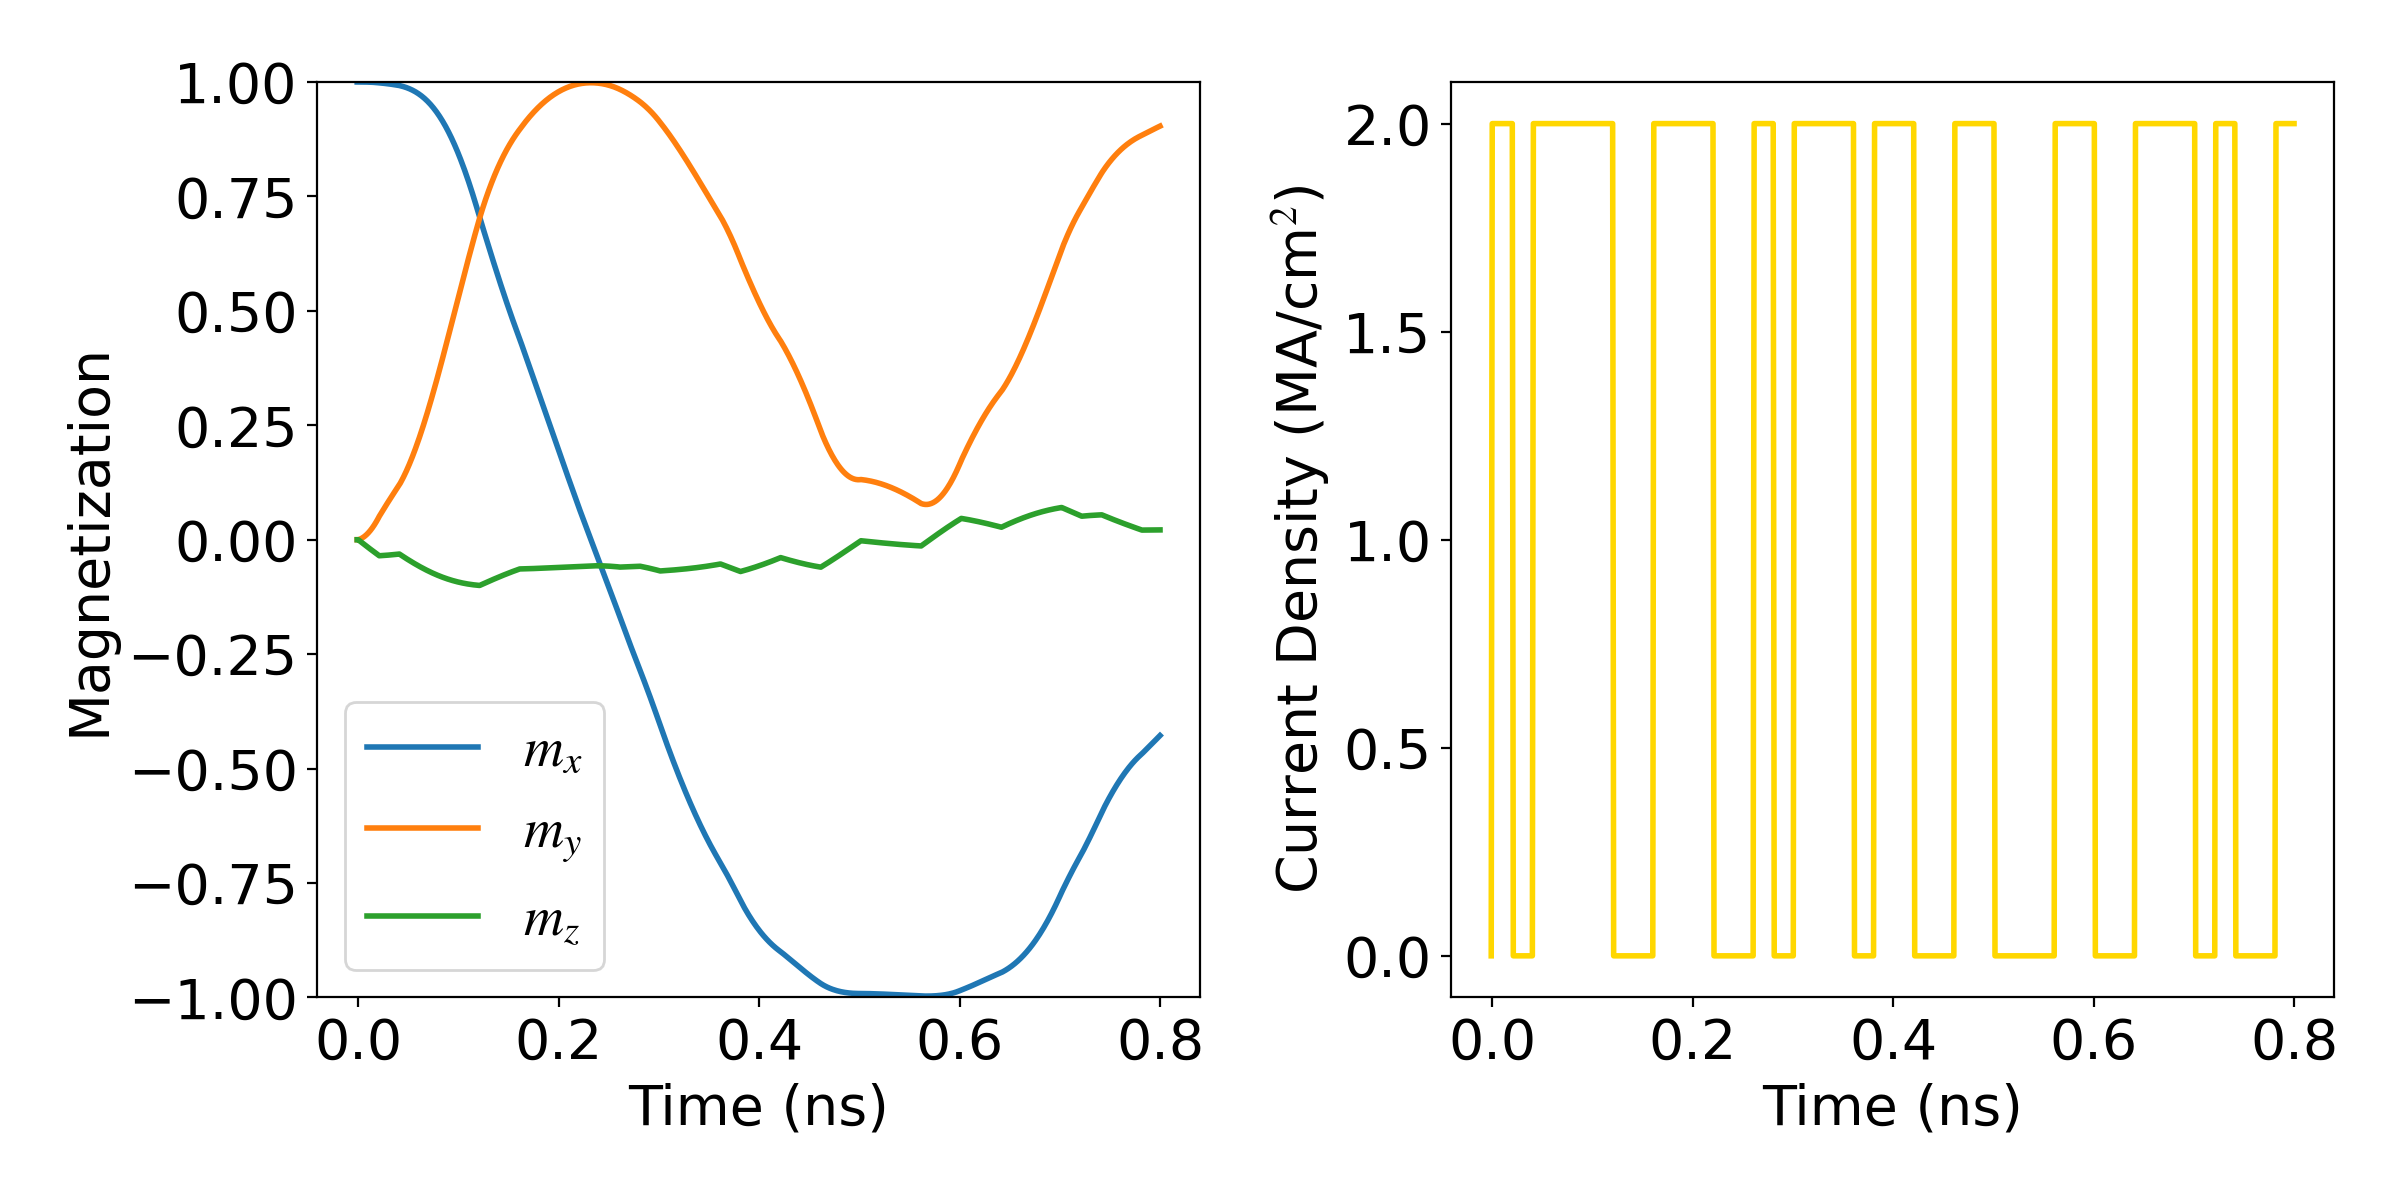 1.00
0.75
0.50
0.25
0.00
−0.25
−0.50
−0.75
−1.00
Magnetization
m_x
m_y
m_z
0.0 0.2 0.4 0.6 0.8
Time (ns)
2.0
1.5
1.0
0.5
0.0
Current Density (MA/cm²)
0.0 0.2 0.4 0.6 0.8
Time (ns)